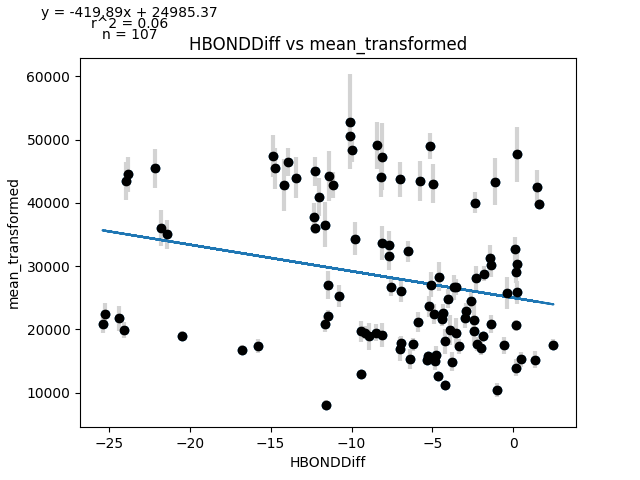 y = -419.89x + 24985.37
r^2 = 0.06
n = 107
HBONDDiff vs mean_transformed
60000
50000
40000
30000
20000
10000
mean_transformed
−25
−20
−15
−10
−5
0
HBONDDiff